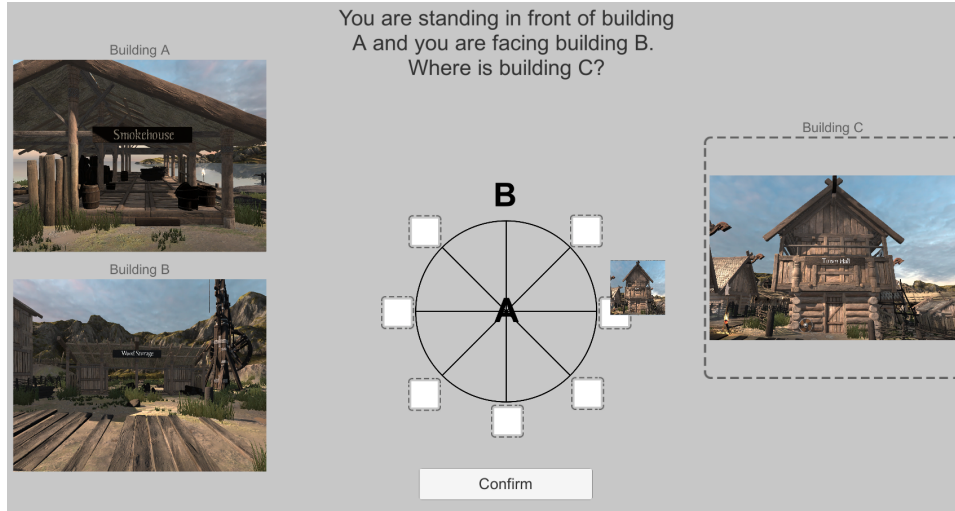 You are standing in front of building
A and you are facing building B.
Where is building C?
Building A
Smokehouse
Building B
Wood Storage
B
A
Building C
Town Hall
Confirm